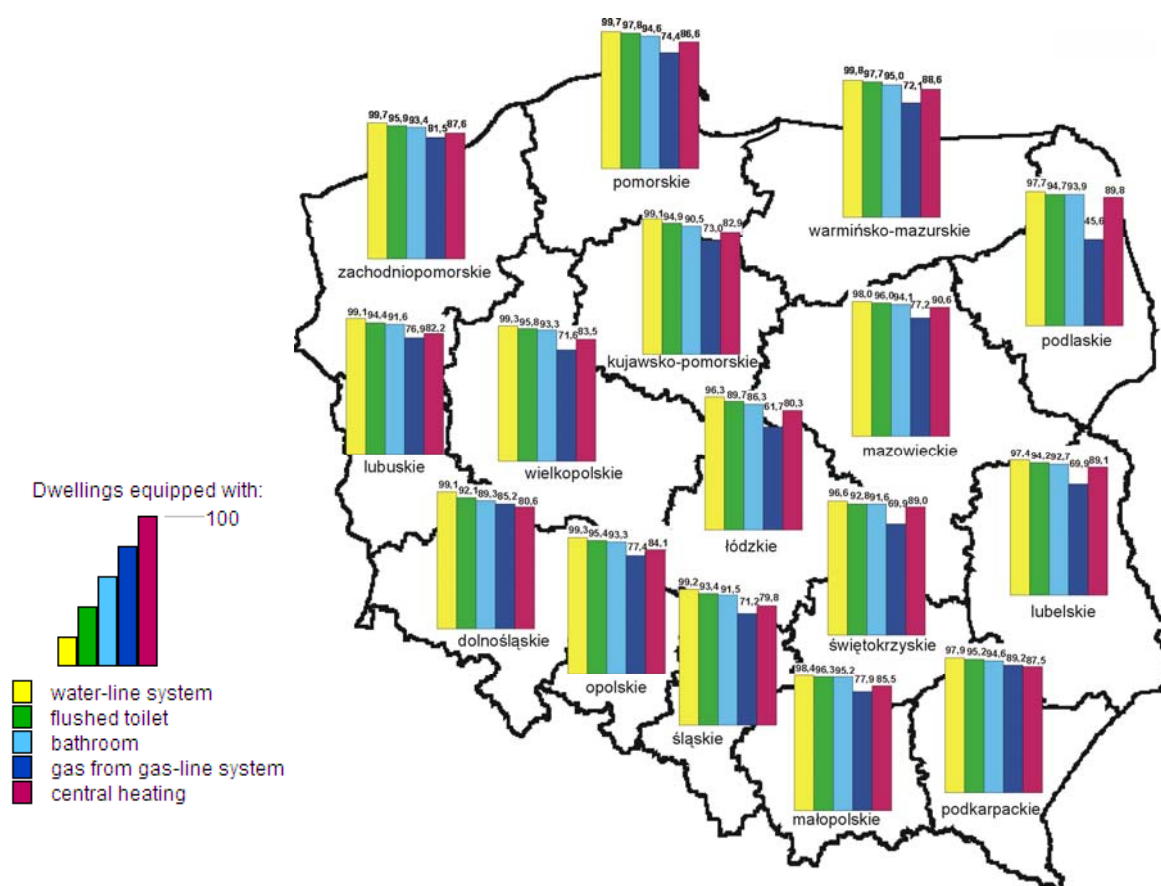 99,7 97,8 94,6 74,4 86,6
pomorskie
99,8 97,7 95,0 72,1 88,6
warmińsko-mazurskie
99,7 95,9 93,4 81,5 87,6
zachodniopomorskie
97,7 94,7 93,9 45,6 89,8
podlaskie
99,1 94,9 90,5 73,0 82,9
kujawsko-pomorskie
98,0 96,0 94,1 77,2 90,6
mazowieckie
99,1 94,4 91,6 76,9 82,2
lubuskie
99,3 95,8 93,3 71,6 83,5
wielkopolskie
96,3 89,7 86,3 61,7 80,3
łódzkie
97,4 94,2 92,7 69,9 89,1
lubelskie
99,1 92,1 89,3 85,2 80,6
dolnośląskie
96,6 92,8 91,6 69,9 89,0
świętokrzyskie
99,3 95,4 93,3 77,4 84,1
opolskie
99,2 93,4 91,5 71,2 79,8
śląskie
98,4 96,3 95,2 77,9 85,5
małopolskie
97,9 95,2 94,6 89,2 87,5
podkarpackie
Dwellings equipped with:
100
water-line system
flushed toilet
bathroom
gas from gas-line system
central heating